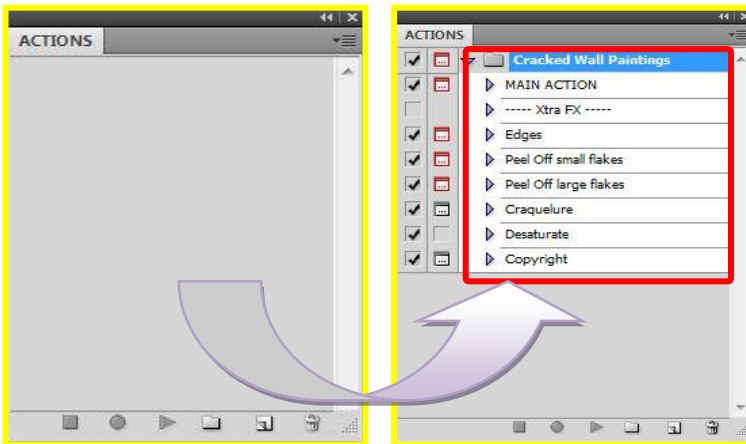 ACTIONS
ACTIONS
Cracked Wall Paintings
MAIN ACTION
----- Xtra FX -----
Edges
Peel Off small flakes
Peel Off large flakes
Craquelure
Desaturate
Copyright